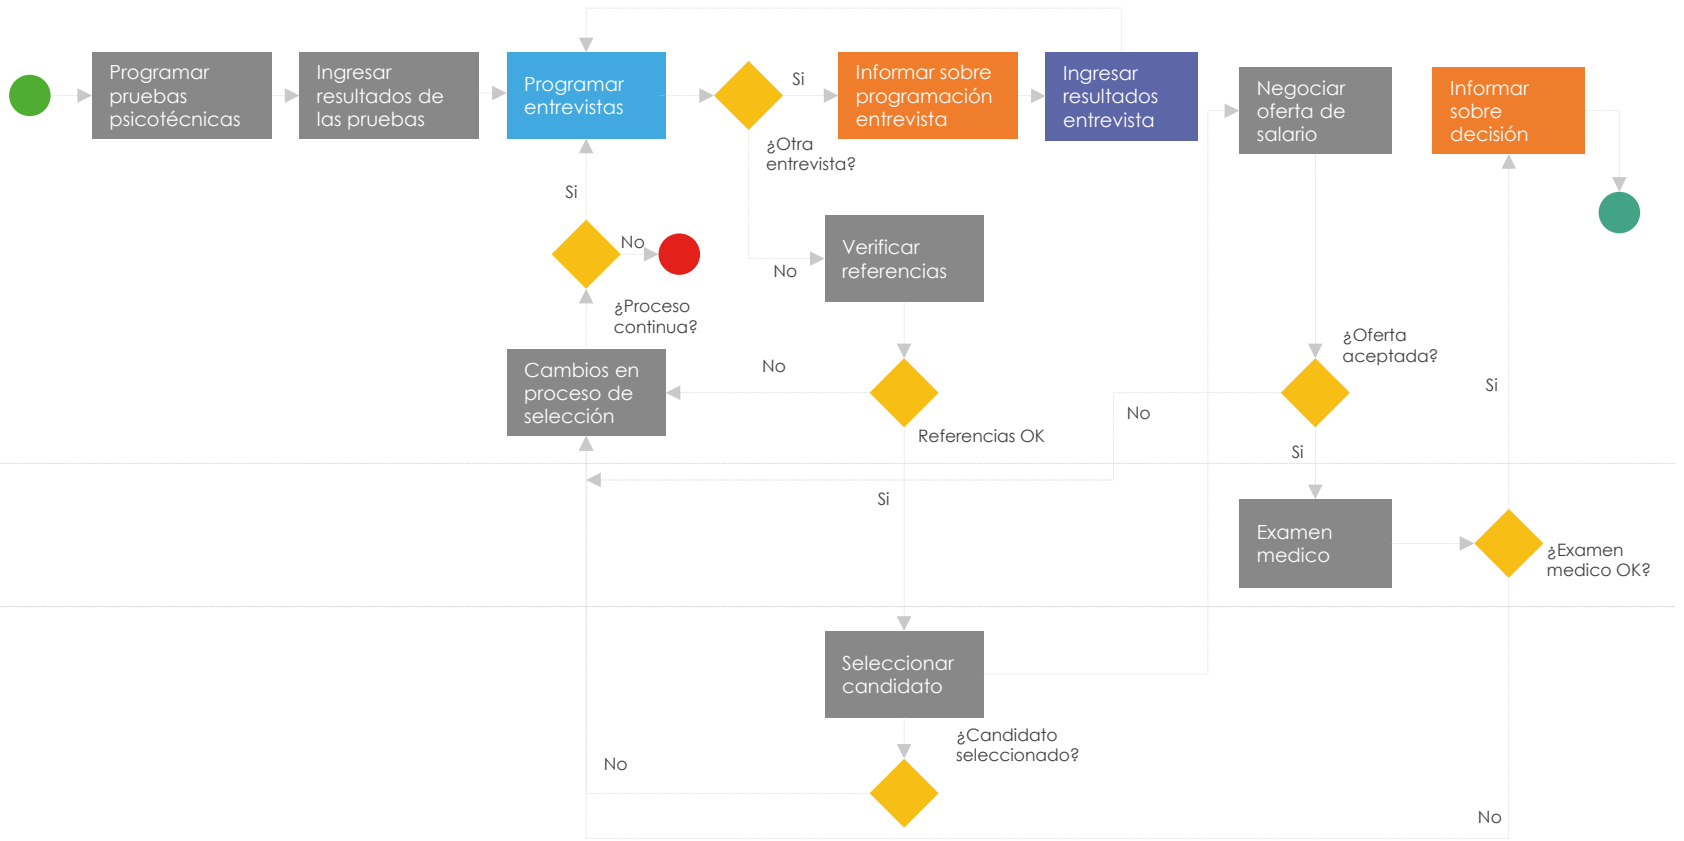 Programar
pruebas
psicotécnicas
Ingresar
resultados de
las pruebas
Programar
entrevistas
Si
¿Otra
entrevista?
Informar sobre
programación
entrevista
Ingresar
resultados
entrevista
Negociar
oferta de
salario
Informar
sobre
decisión
Si
No
¿Proceso
continua?
No
Verificar
referencias
¿Oferta
aceptada?
Cambios en
proceso de
selección
No
Referencias OK
No
Si
Si
Si
Examen
medico
¿Examen
medico OK?
Seleccionar
candidato
¿Candidato
seleccionado?
No
No